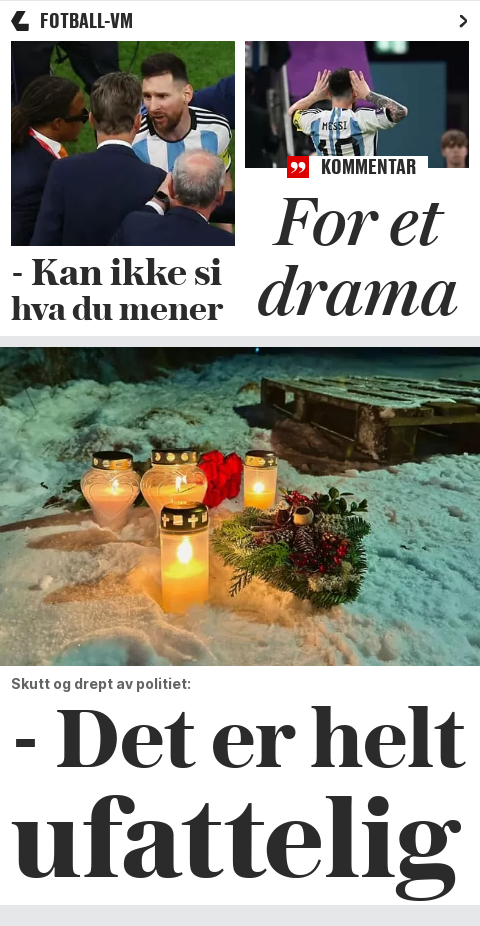 FOTBALL-VM
- Kan ikke si
hva du mener
MESSI
10
KOMMENTAR
For et
drama
Skutt og drept av politiet:
- Det er helt
ufattelig